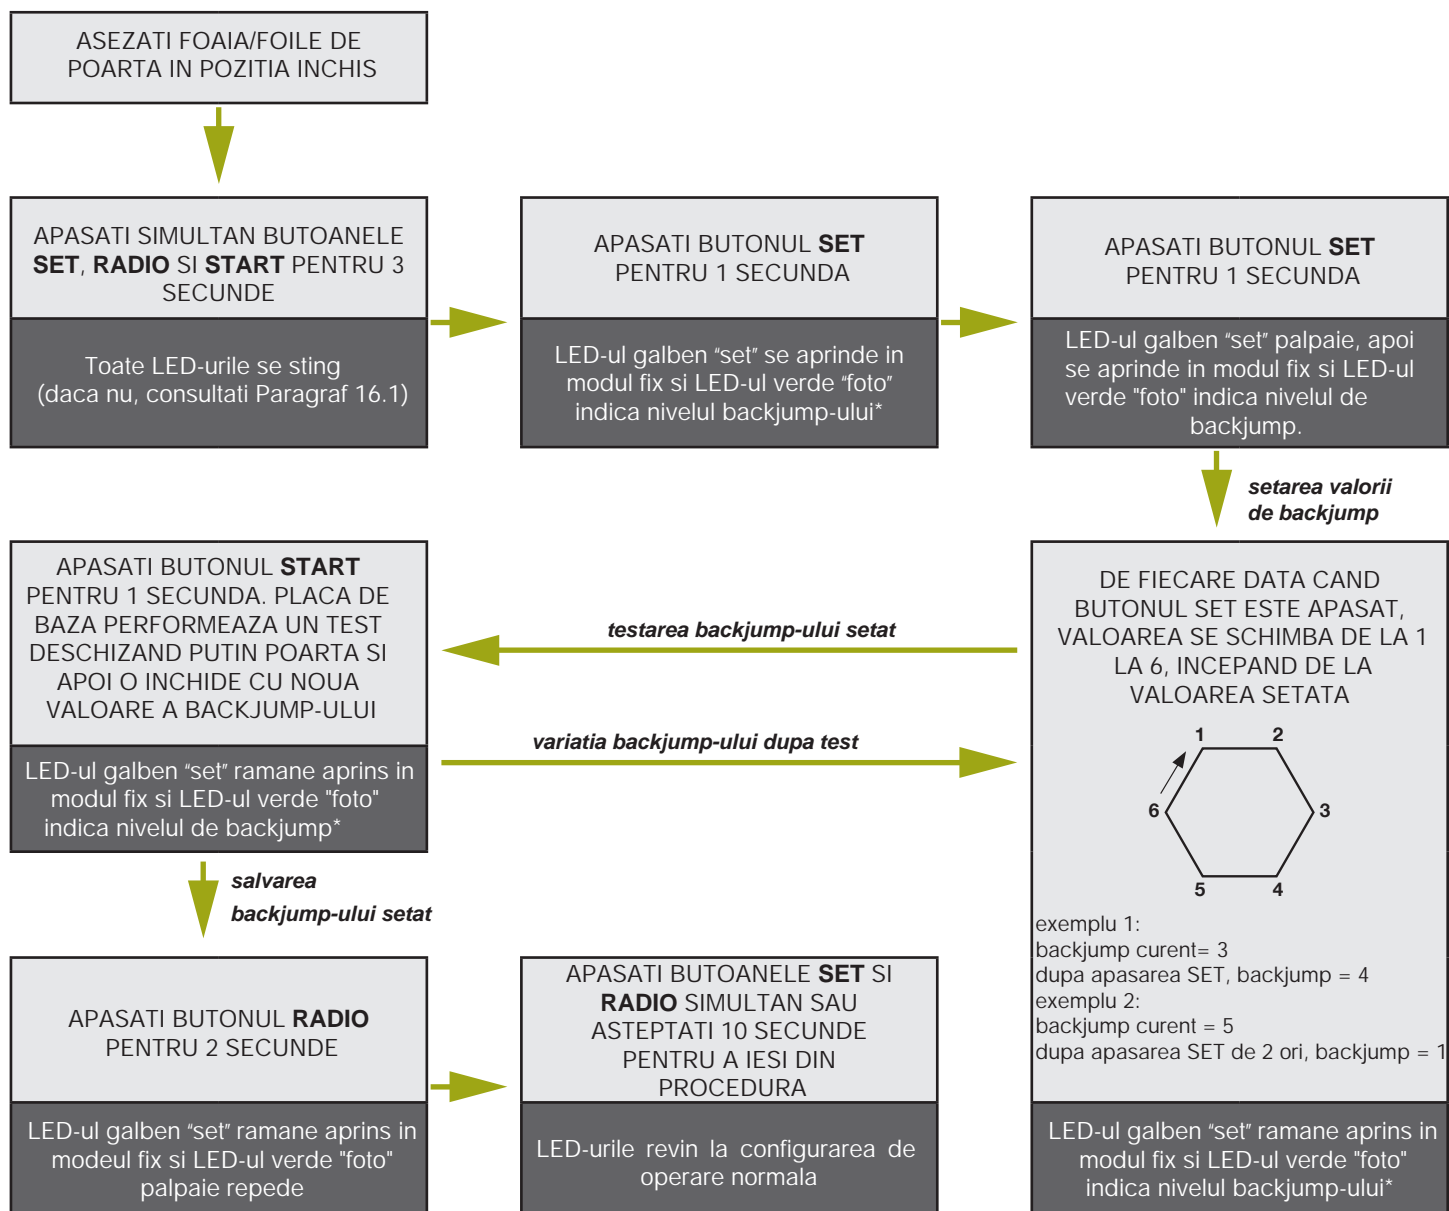 ASEZATI FOAIA/FOILE DE
POARTA IN POZITIA INCHIS
APASATI SIMULTAN BUTOANELE
SET, RADIO SI START PENTRU 3
SECUNDE
Toate LED-urile se sting
(daca nu, consultati Paragraf 16.1)
APASATI BUTONUL SET
PENTRU 1 SECUNDA
LED-ul galben "set" se aprinde in
modul fix si LED-ul verde "foto"
indica nivelul backjump-ului*
APASATI BUTONUL SET
PENTRU 1 SECUNDA
LED-ul galben "set" palpaie, apoi
se aprinde in modul fix si LED-ul
verde "foto" indica nivelul de
backjump.
setarea valorii
de backjump
DE FIECARE DATA CAND
BUTONUL SET ESTE APASAT,
VALOAREA SE SCHIMBA DE LA 1
LA 6, INCEPAND DE LA
VALOAREA SETATA
1 2
6 3
5 4
exemplu 1:
backjump curent= 3
dupa apasarea SET, backjump = 4
exemplu 2:
backjump curent = 5
dupa apasarea SET de 2 ori, backjump = 1
LED-ul galben "set" ramane aprins in
modul fix si LED-ul verde "foto"
indica nivelul backjump-ului*
testarea backjump-ului setat
variatia backjump-ului dupa test
APASATI BUTONUL START
PENTRU 1 SECUNDA. PLACA DE
BAZA PERFORMEAZA UN TEST
DESCHIZAND PUTIN POARTA SI
APOI O INCHIDE CU NOUA
VALOARE A BACKJUMP-ULUI
LED-ul galben "set" ramane aprins in
modul fix si LED-ul verde "foto"
indica nivelul de backjump*
salvarea
backjump-ului setat
APASATI BUTONUL RADIO
PENTRU 2 SECUNDE
LED-ul galben "set" ramane aprins in
modeul fix si LED-ul verde "foto"
palpaie repede
APASATI BUTOANELE SET SI
RADIO SIMULTAN SAU
ASTEPTATI 10 SECUNDE
PENTRU A IESI DIN
PROCEDURA
LED-urile revin la configurarea de
operare normala